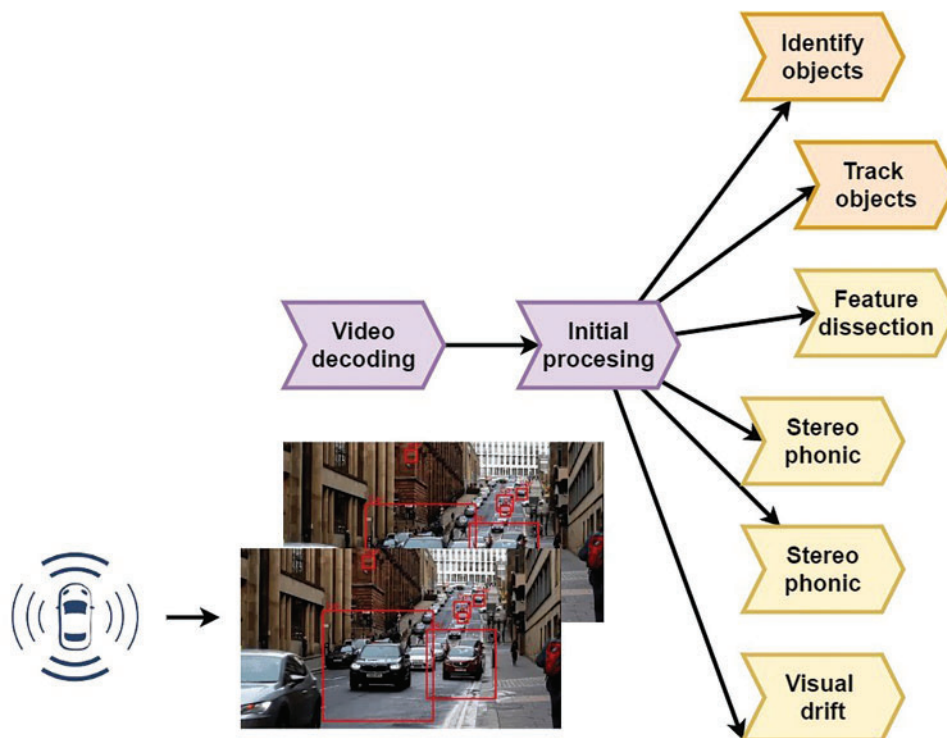 Identify
objects
Track
objects
Feature
dissection
Video
decoding
Initial
procesing
Stereo
phonic
Stereo
phonic
Visual
drift